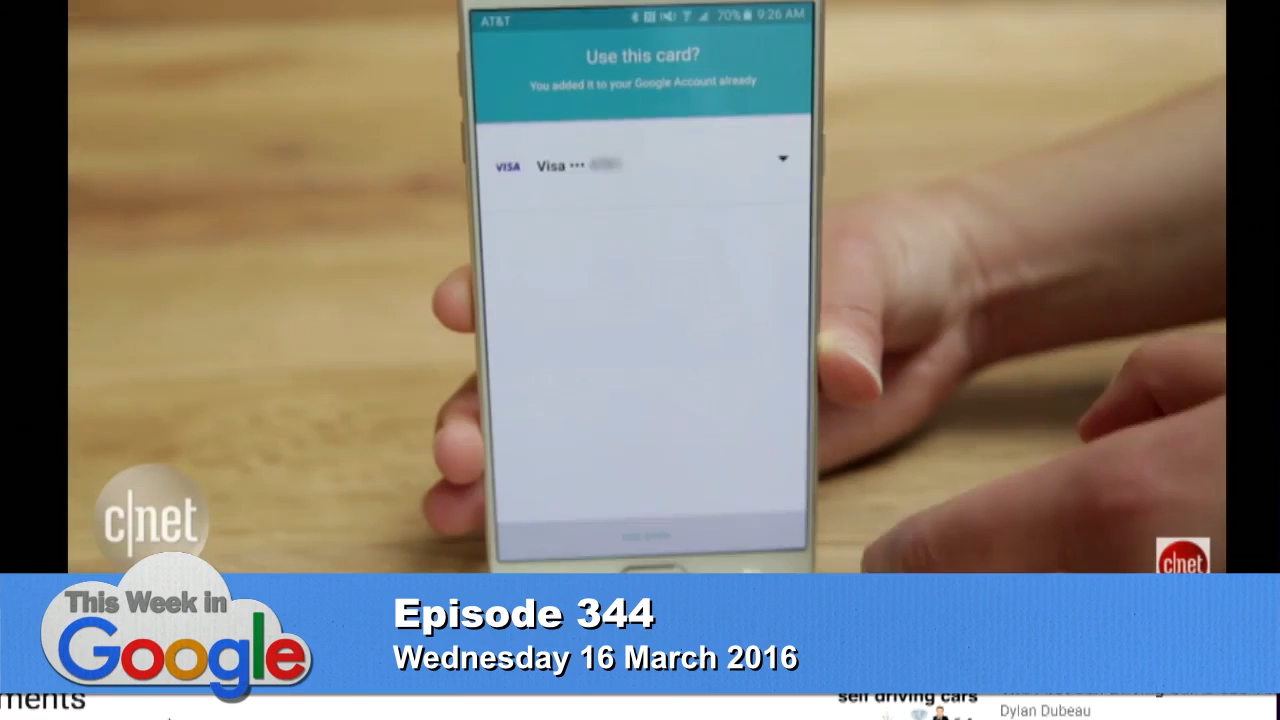 AT&T 70% 9:26 AM
Use this card?
You added it to your Google Account already
VISA Visa •••
c|net
c|net
This Week in
Google
Episode 344
Wednesday 16 March 2016
ments
self driving cars
Dylan Dubeau